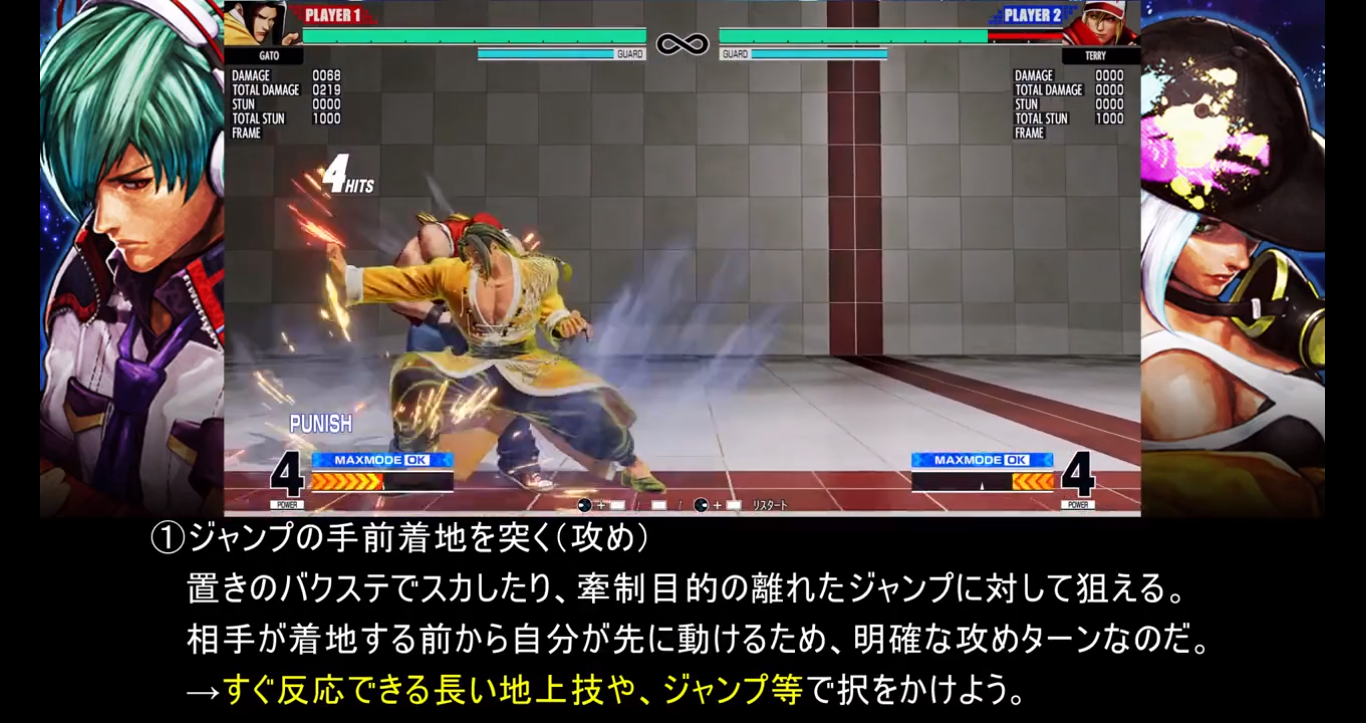 PLAYER 1
PLAYER 2
GATO
GUARD
GUARD
TERRY
DAMAGE 0068
TOTAL DAMAGE 0219
STUN 0000
TOTAL STUN 1000
FRAME
DAMAGE 0000
TOTAL DAMAGE 0000
STUN 0000
TOTAL STUN 1000
FRAME
4 HITS
PUNISH
4
POWER
MAXMODE OK
MAXMODE OK
4
POWER
+ / + リスタート
①ジャンプの手前着地を突く(攻め)
置きのバクステでスカしたり、牽制目的の離れたジャンプに対して狙える。
相手が着地する前から自分が先に動けるため、明確な攻めターンなのだ。
→すぐ反応できる長い地上技や、ジャンプ等で択をかけよう。